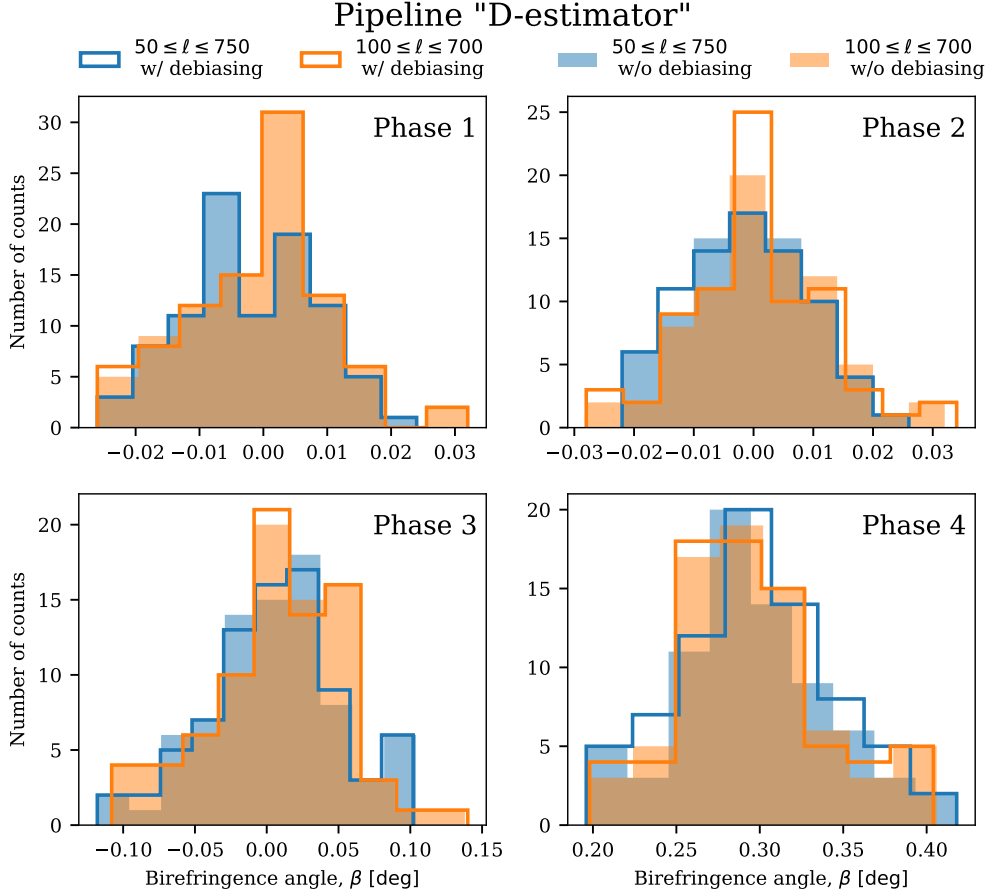 Pipeline "D-estimator"
50 ≤ ℓ ≤ 750
w/ debiasing
100 ≤ ℓ ≤ 700
w/ debiasing
50 ≤ ℓ ≤ 750
w/o debiasing
100 ≤ ℓ ≤ 700
w/o debiasing
Phase 1
Number of counts
30
25
20
15
10
5
0
−0.02 −0.01 0.00 0.01 0.02 0.03
Phase 2
25
20
15
10
5
0
−0.03 −0.02 −0.01 0.00 0.01 0.02 0.03
Phase 3
Number of counts
20
15
10
5
0
−0.10 −0.05 0.00 0.05 0.10 0.15
Birefringence angle, β [deg]
Phase 4
20
15
10
5
0
0.20 0.25 0.30 0.35 0.40
Birefringence angle, β [deg]